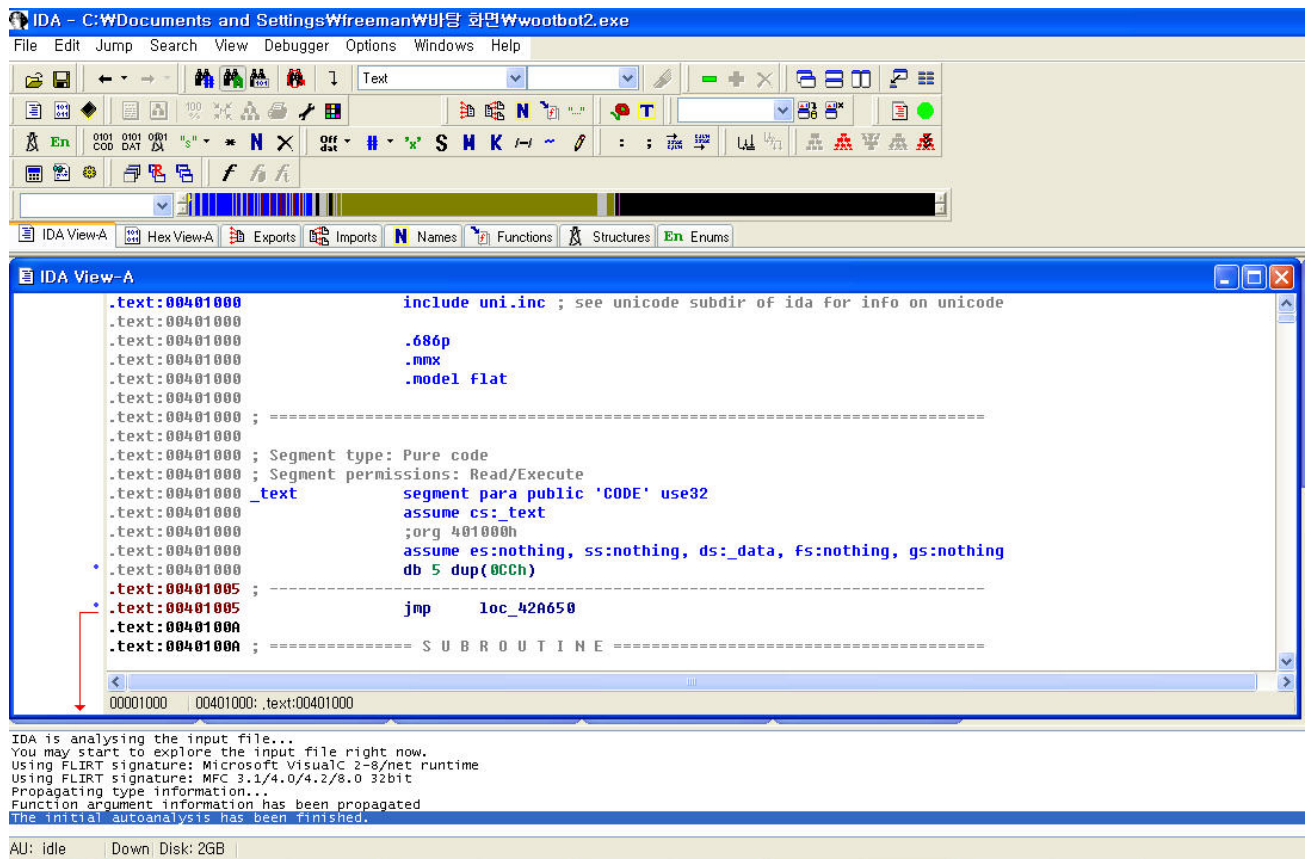 IDA - C:₩Documents and Settings₩freeman₩바탕 화면₩wootbot2.exe
File Edit Jump Search View Debugger Options Windows Help
Text
En
Off
dat
IDA View-A Hex View-A Exports Imports N Names Functions Structures En Enums
IDA View-A
.text:00401000 include uni.inc ; see unicode subdir of ida for info on unicode
.text:00401000
.text:00401000 .686p
.text:00401000 .mmx
.text:00401000 .model flat
.text:00401000
.text:00401000 ; ===========================================================================
.text:00401000
.text:00401000 ; Segment type: Pure code
.text:00401000 ; Segment permissions: Read/Execute
.text:00401000 _text segment para public 'CODE' use32
.text:00401000 assume cs:_text
.text:00401000 ;org 401000h
.text:00401000 assume es:nothing, ss:nothing, ds:_data, fs:nothing, gs:nothing
.text:00401000 db 5 dup(0CCh)
.text:00401005 ; ---------------------------------------------------------------------------
.text:00401005 jmp loc_42A650
.text:0040100A
.text:0040100A ; =============== S U B R O U T I N E =======================================
00001000 00401000: .text:00401000
IDA is analysing the input file...
You may start to explore the input file right now.
Using FLIRT signature: Microsoft VisualC 2-8/net runtime
Using FLIRT signature: MFC 3.1/4.0/4.2/8.0 32bit
Propagating type information...
Function argument information has been propagated
The initial autoanalysis has been finished.
AU: idle Down Disk: 2GB